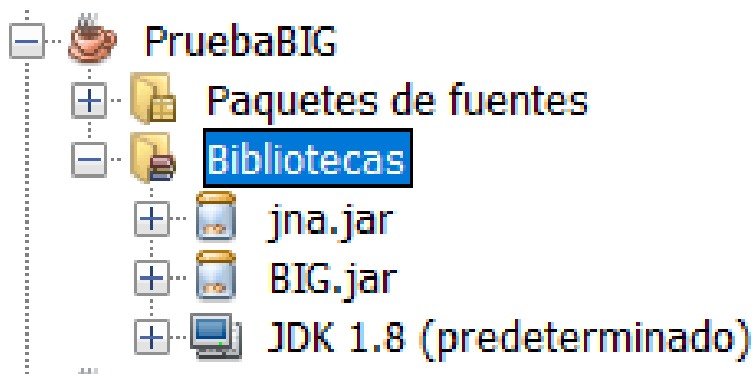 PruebaBIG
Paquetes de fuentes
Bibliotecas
jna.jar
BIG.jar
JDK 1.8 (predeterminado)